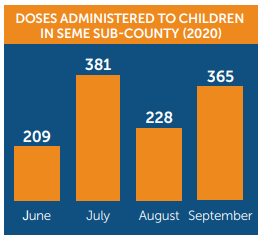 DOSES ADMINISTERED TO CHILDREN
IN SEME SUB-COUNTY (2020)
209
381
228
365
June July August September